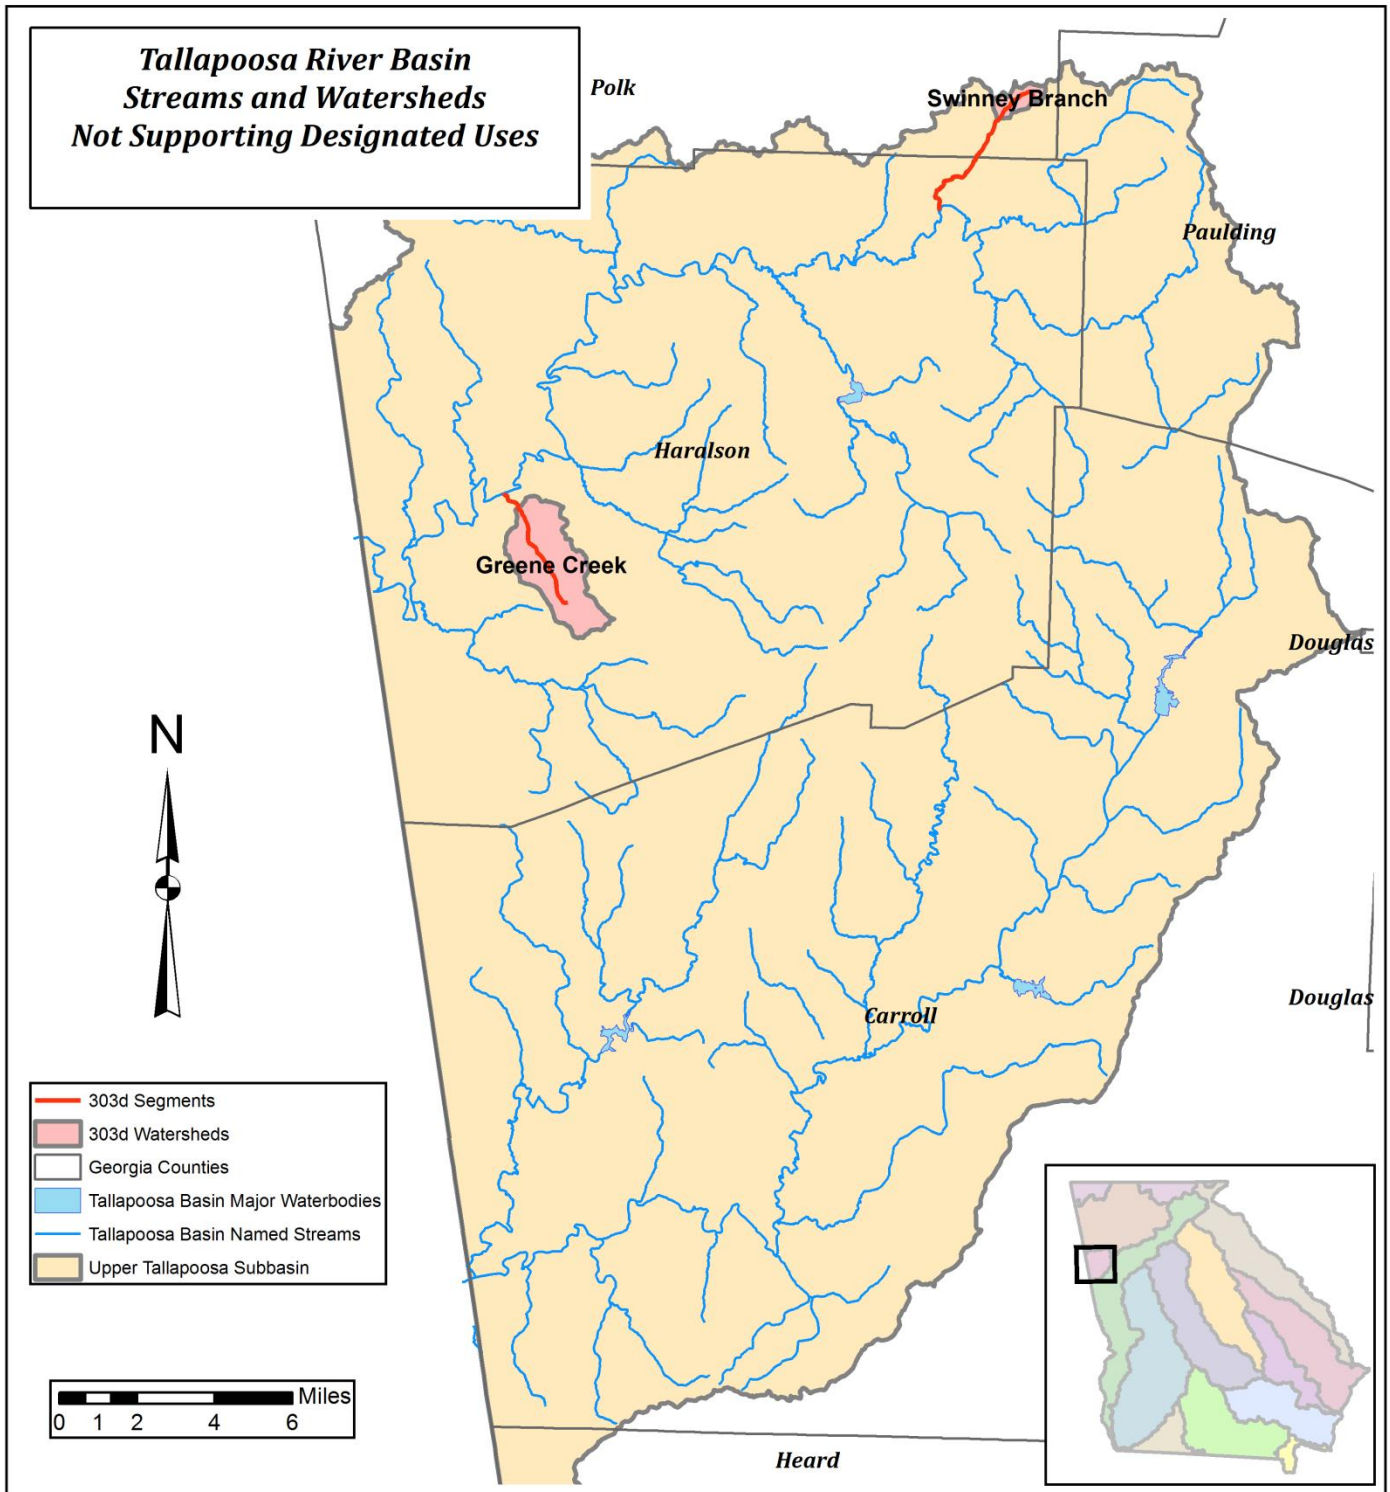 Tallapoosa River Basin
Streams and Watersheds
Not Supporting Designated Uses
Polk
Swinney Branch
Paulding
Haralson
Greene Creek
Douglas
N
Douglas
Carroll
303d Segments
303d Watersheds
Georgia Counties
Tallapoosa Basin Major Waterbodies
Tallapoosa Basin Named Streams
Upper Tallapoosa Subbasin
Miles
0 1 2 4 6
Heard